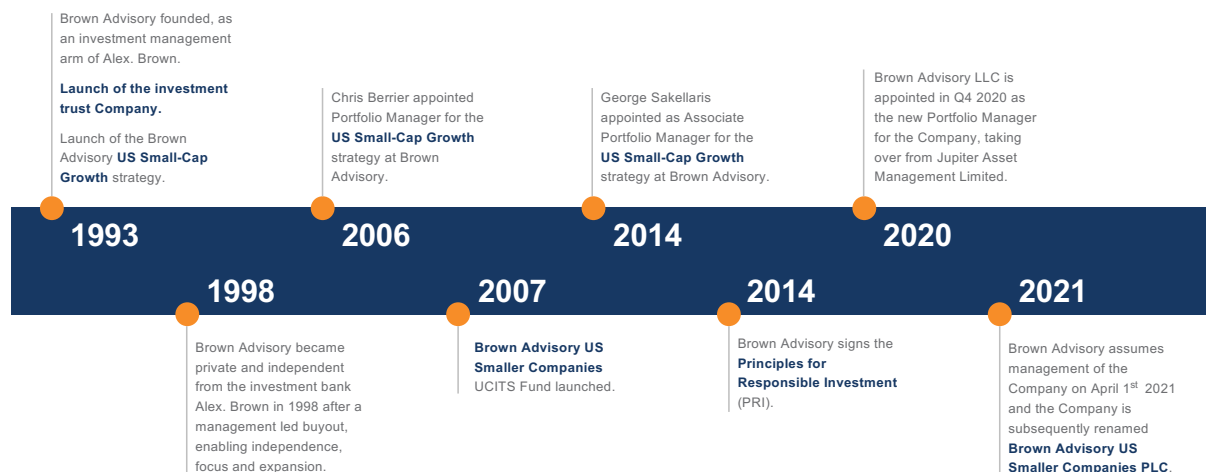 Brown Advisory founded, as
an investment management
arm of Alex. Brown.
Launch of the investment
trust Company.
Launch of the Brown
Advisory US Small-Cap
Growth strategy.
1993
Brown Advisory became
private and independent
from the investment bank
Alex. Brown in 1998 after a
management led buyout,
enabling independence,
focus and expansion.
1998
Chris Berrier appointed
Portfolio Manager for the
US Small-Cap Growth
strategy at Brown
Advisory.
2006
2007
Brown Advisory US
Smaller Companies
UCITS Fund launched.
George Sakellaris
appointed as Associate
Portfolio Manager for the
US Small-Cap Growth
strategy at Brown Advisory.
2014
2014
Brown Advisory signs the
Principles for
Responsible Investment
(PRI).
Brown Advisory LLC is
appointed in Q4 2020 as
the new Portfolio Manager
for the Company, taking
over from Jupiter Asset
Management Limited.
2020
2021
Brown Advisory assumes
management of the
Company on April 1st 2021
and the Company is
subsequently renamed
Brown Advisory US
Smaller Companies PLC.